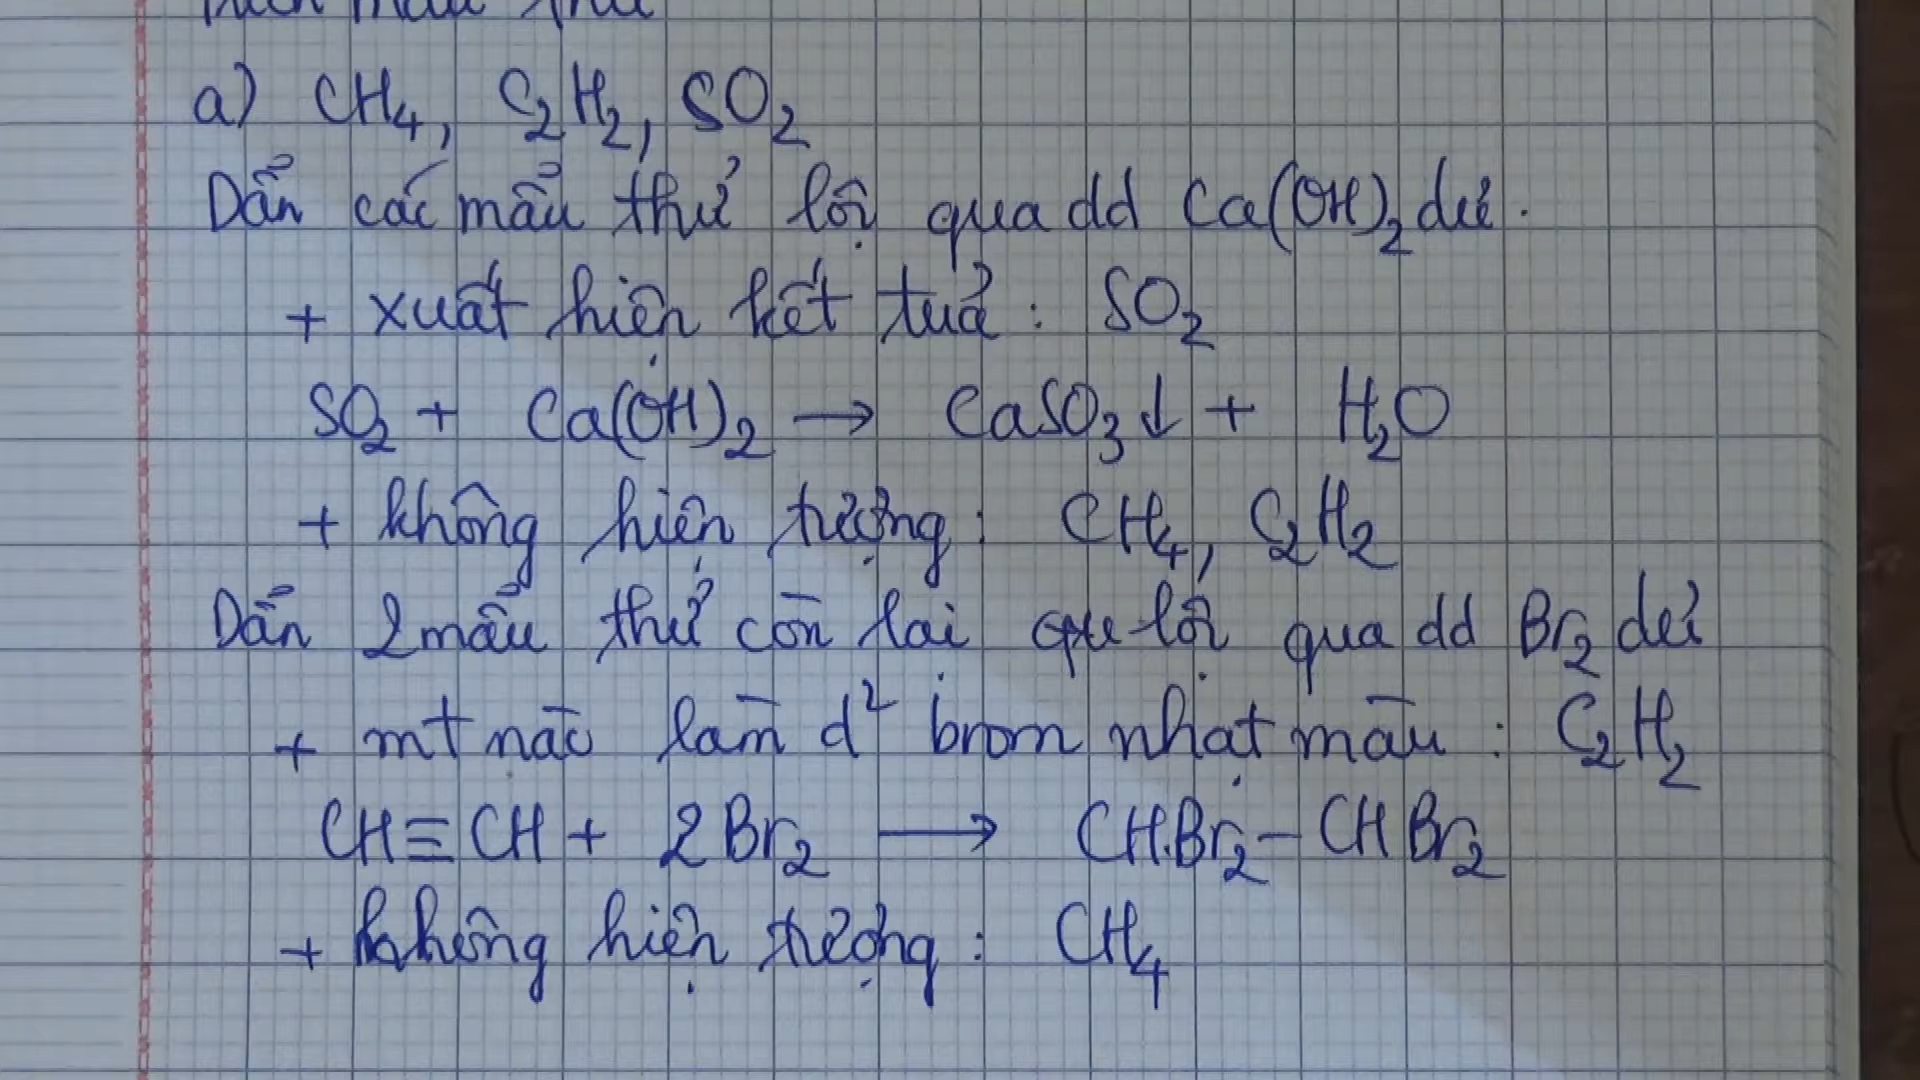 a) CH₄, C₂H₂, SO₂
Dẫn các mẫu thử lội qua dd Ca(OH)₂ dư.
+ xuất hiện kết tủa : SO₂
SO₂ + Ca(OH)₂ → CaSO₃↓ + H₂O
+ không hiện tượng : CH₄, C₂H₂
Dẫn 2 mẫu thử còn lại lội qua dd Br₂ dư
+ mt nào làm d² brom nhạt màu : C₂H₂
CH≡CH + 2Br₂ → CHBr₂–CHBr₂
+ không hiện tượng : CH₄